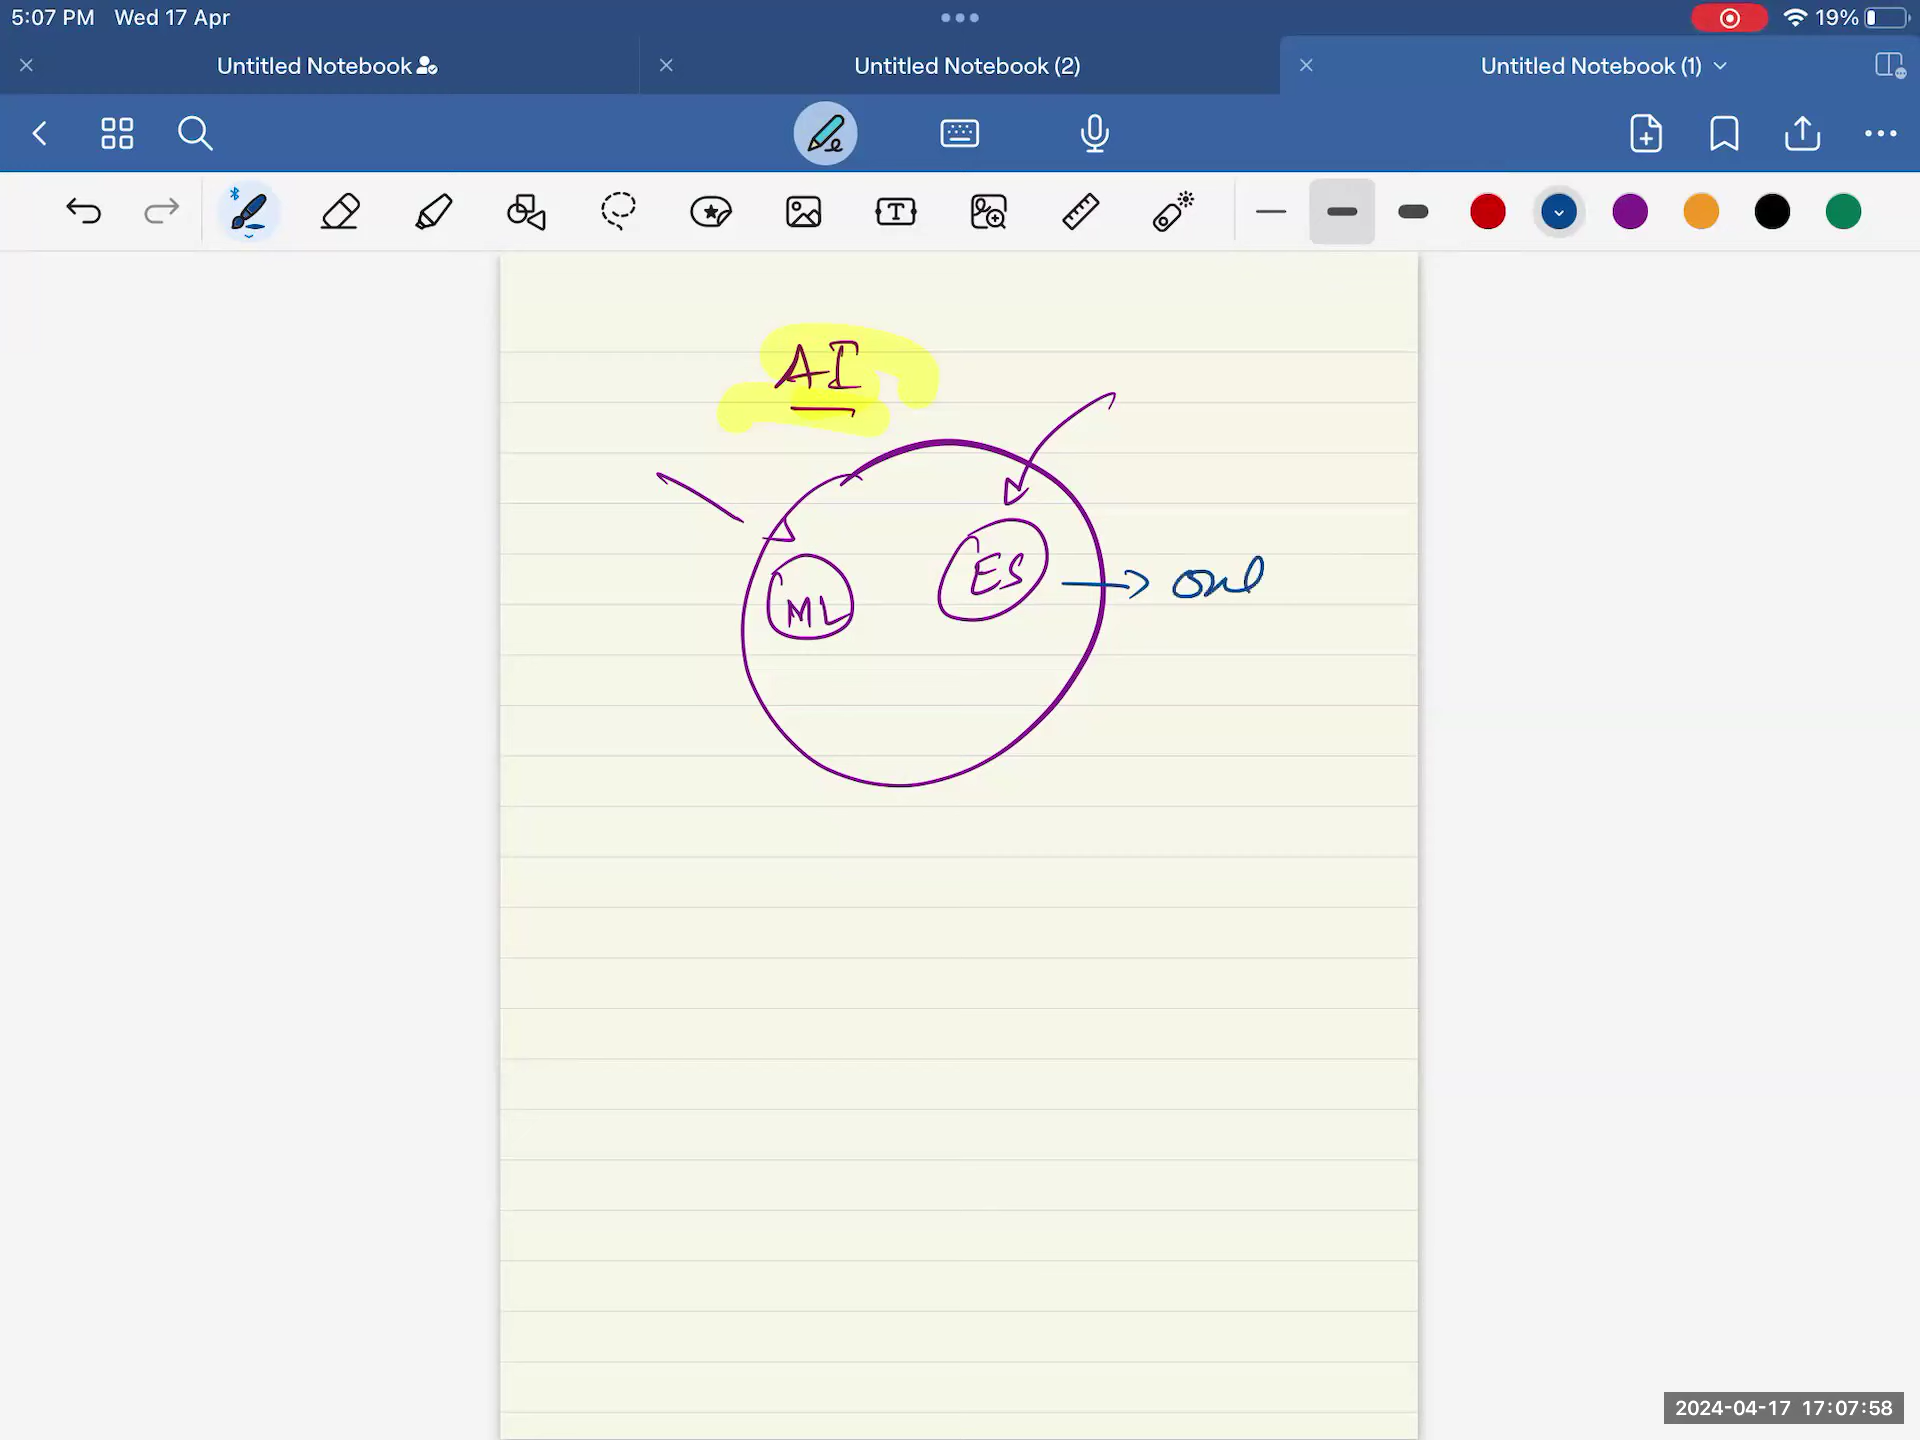 5:07 PM Wed 17 Apr
19%
Untitled Notebook
Untitled Notebook (2)
Untitled Notebook (1)
AI
ES
ML
2024-04-17 17:07:58